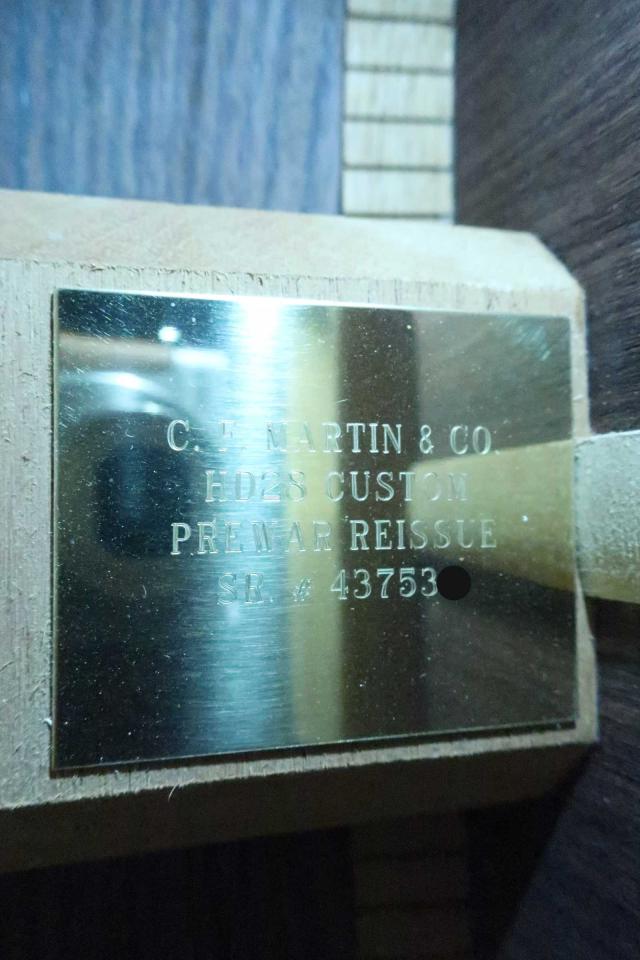 C. F. MARTIN & CO.
HD28 CUSTOM
PREWAR REISSUE
SR. # 43753